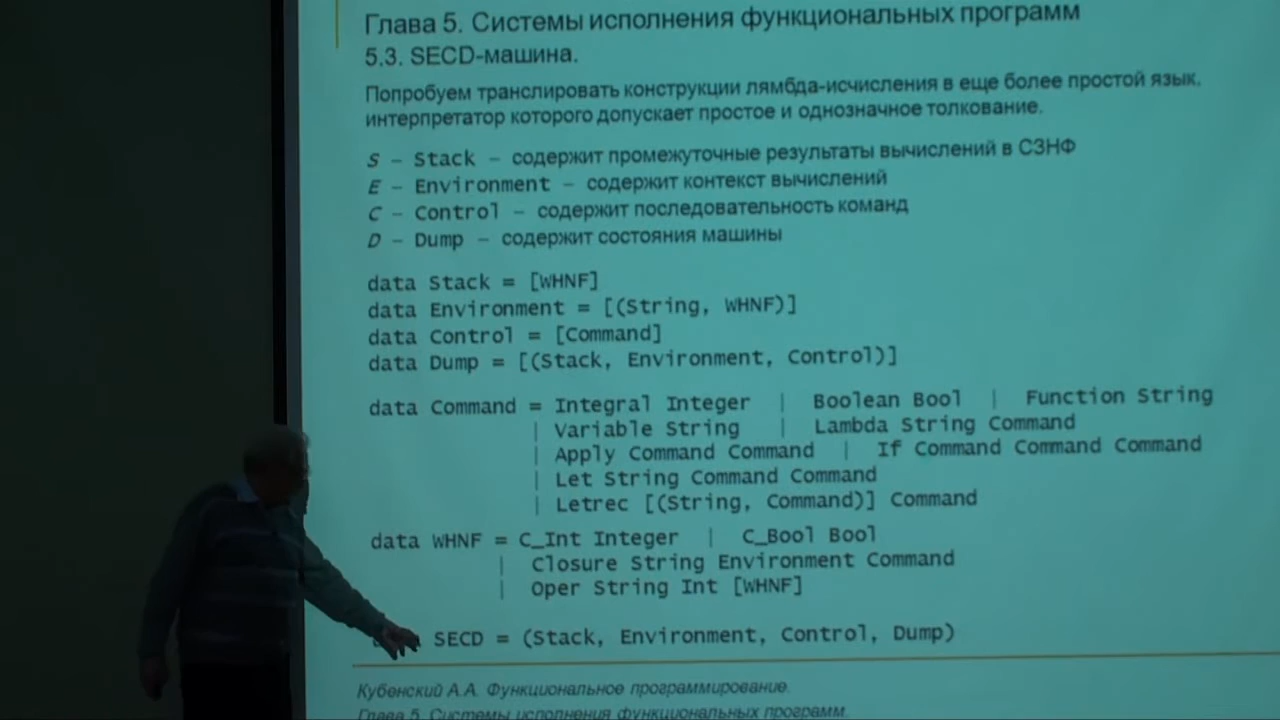 Глава 5. Системы исполнения функциональных программ
5.3. SECD-машина.
Попробуем транслировать конструкции лямбда-исчисления в еще более простой язык.
интерпретатор которого допускает простое и однозначное толкование.
S – Stack – содержит промежуточные результаты вычислений в СЗНФ
E – Environment – содержит контекст вычислений
C – Control – содержит последовательность команд
D – Dump – содержит состояния машины
data Stack = [WHNF]
data Environment = [(String, WHNF)]
data Control = [Command]
data Dump = [(Stack, Environment, Control)]
data Command = Integral Integer | Boolean Bool | Function String
| Variable String | Lambda String Command
| Apply Command Command | If Command Command Command
| Let String Command Command
| Letrec [(String, Command)] Command
data WHNF = C_Int Integer | C_Bool Bool
| Closure String Environment Command
| Oper String Int [WHNF]
SECD = (Stack, Environment, Control, Dump)
Кубенский А.А. Функциональное программирование.
Глава 5. Системы исполнения функциональных программ.